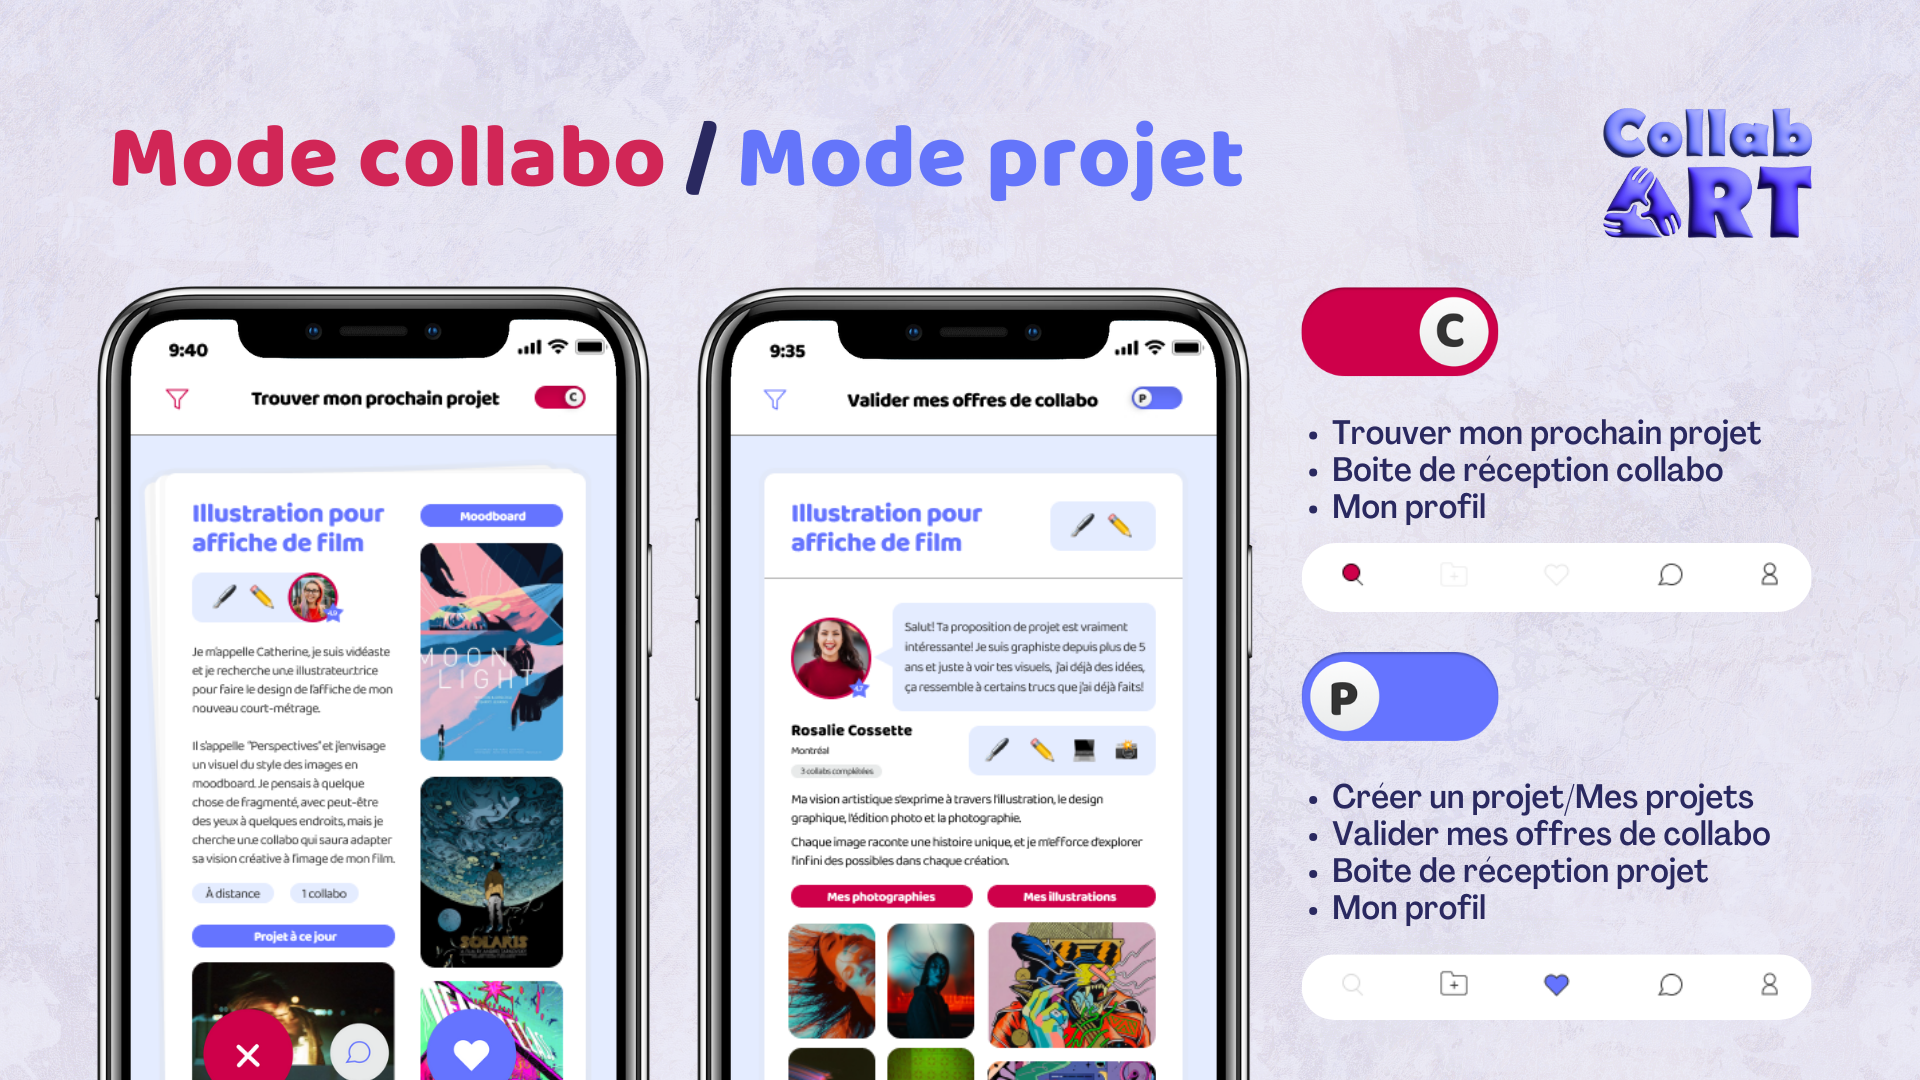 Mode collabo / Mode projet
Collab
ART
9:40
Trouver mon prochain projet
C
Illustration pour
affiche de film
4.9
Je m'appelle Catherine, je suis vidéaste
et je recherche un.e illustrateur.trice
pour faire le design de l'affiche de mon
nouveau court-métrage.
Il s'appelle "Perspectives" et j'envisage
un visuel du style des images en
moodboard. Je pensais à quelque
chose de fragmenté, avec peut-être
des yeux à quelques endroits, mais je
cherche un.e collabo qui saura adapter
sa vision créative à l'image de mon film.
À distance
1 collabo
Projet à ce jour
Moodboard
MOON
LIGHT
SOLARIS
9:35
Valider mes offres de collabo
P
Illustration pour
affiche de film
Salut! Ta proposition de projet est vraiment
intéressante! Je suis graphiste depuis plus de 5
ans et juste à voir tes visuels, j'ai déjà des idées,
ça ressemble à certains trucs que j'ai déjà faits!
4.7
Rosalie Cossette
Montréal
3 collabs complétées
Ma vision artistique s'exprime à travers l'illustration, le design
graphique, l'édition photo et la photographie.
Chaque image raconte une histoire unique, et je m'efforce d'explorer
l'infini des possibles dans chaque création.
Mes photographies
Mes illustrations
C
• Trouver mon prochain projet
• Boite de réception collabo
• Mon profil
P
• Créer un projet/Mes projets
• Valider mes offres de collabo
• Boite de réception projet
• Mon profil